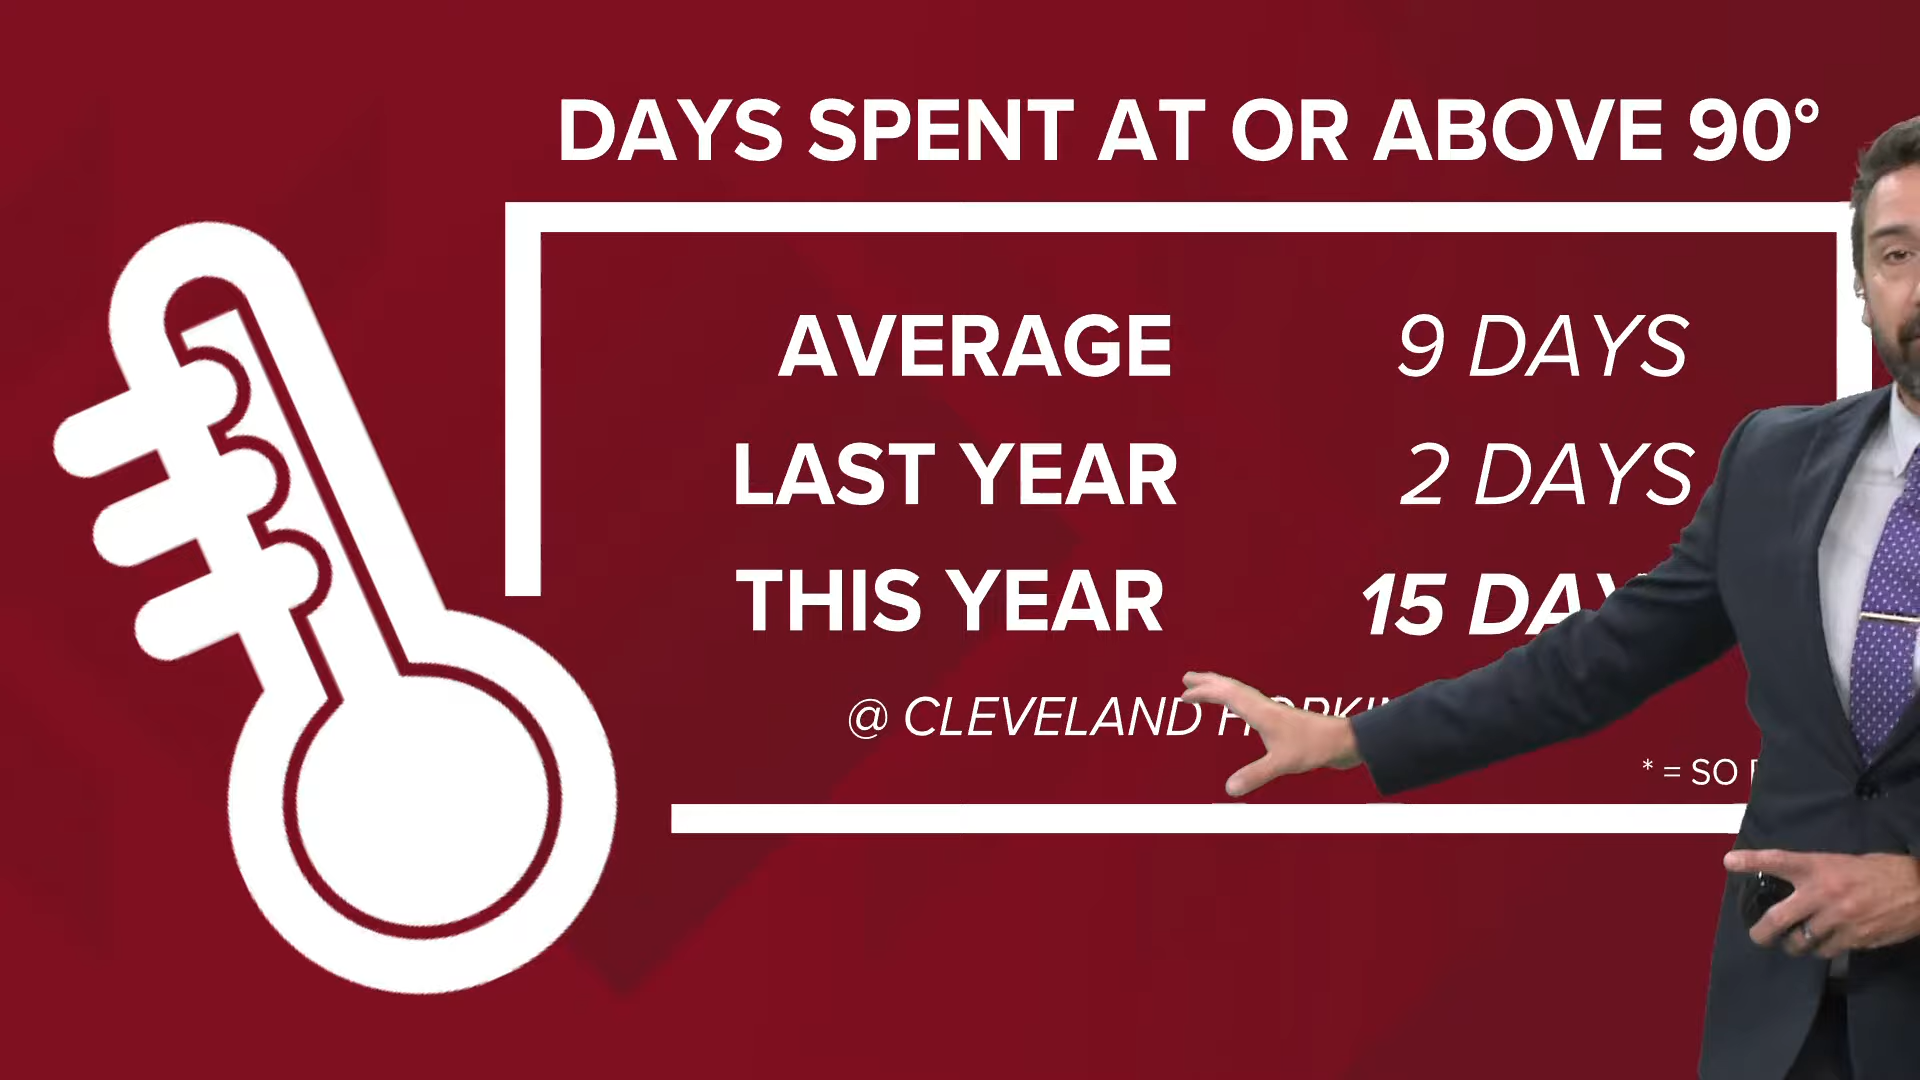 DAYS SPENT AT OR ABOVE 90°
AVERAGE 9 DAYS
LAST YEAR 2 DAYS
THIS YEAR 15
@ CLEVELAND
* = SO